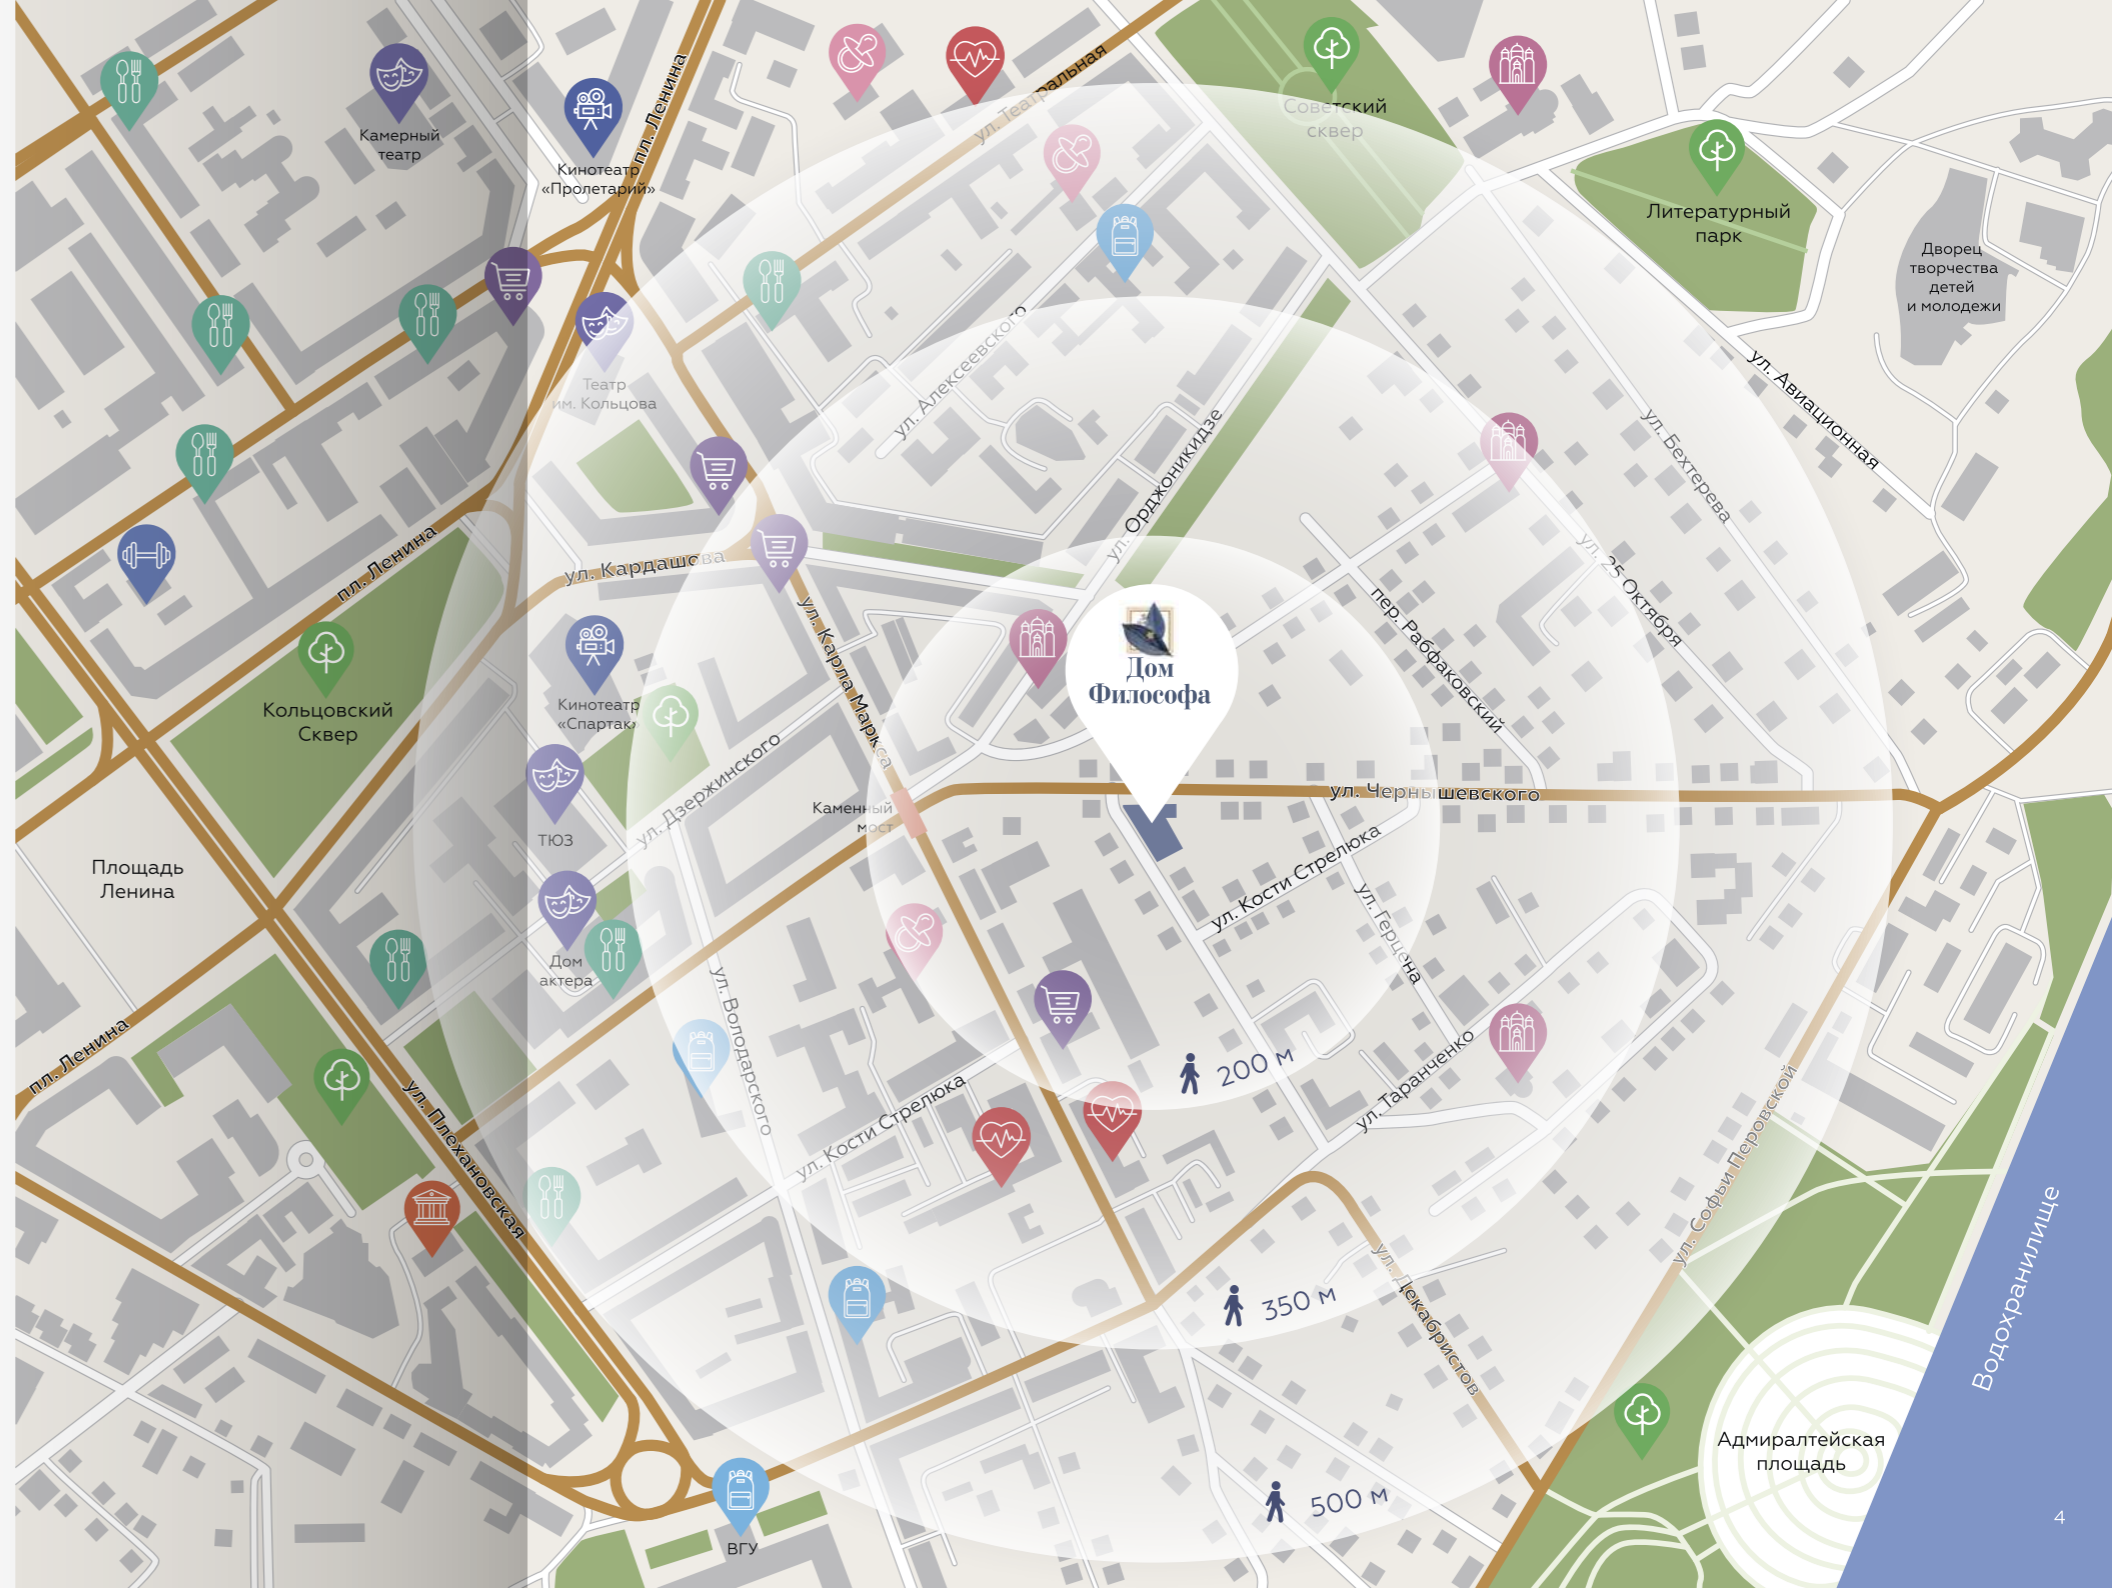 Камерный
театр
Кинотеатр
«Пролетарий»
пл. Ленина
ул. Театральная
Советский
сквер
Литературный
парк
Дворец
творчества
детей
и молодежи
Театр
им. Кольцова
ул. Алексеевского
ул. Орджоникидзе
ул. Авиационная
ул. Бехтерева
ул. 25 Октября
пл. Ленина
ул. Кардашова
ул. Карла Маркса
пер. Рабфаковский
Дом
Философа
Кольцовский
Сквер
Кинотеатр
«Спартак»
ул. Дзержинского
Каменный
мост
ул. Чернышевского
ТЮЗ
Площадь
Ленина
ул. Кости Стрелюка
ул. Герцена
Дом
актера
ул. Володарского
пл. Ленина
ул. Плехановская
ул. Кости Стрелюка
200 м
ул. Таранченко
ул. Софьи Перовской
Водохранилище
350 м
ул. Декабристов
Адмиралтейская
площадь
500 м
ВГУ
4